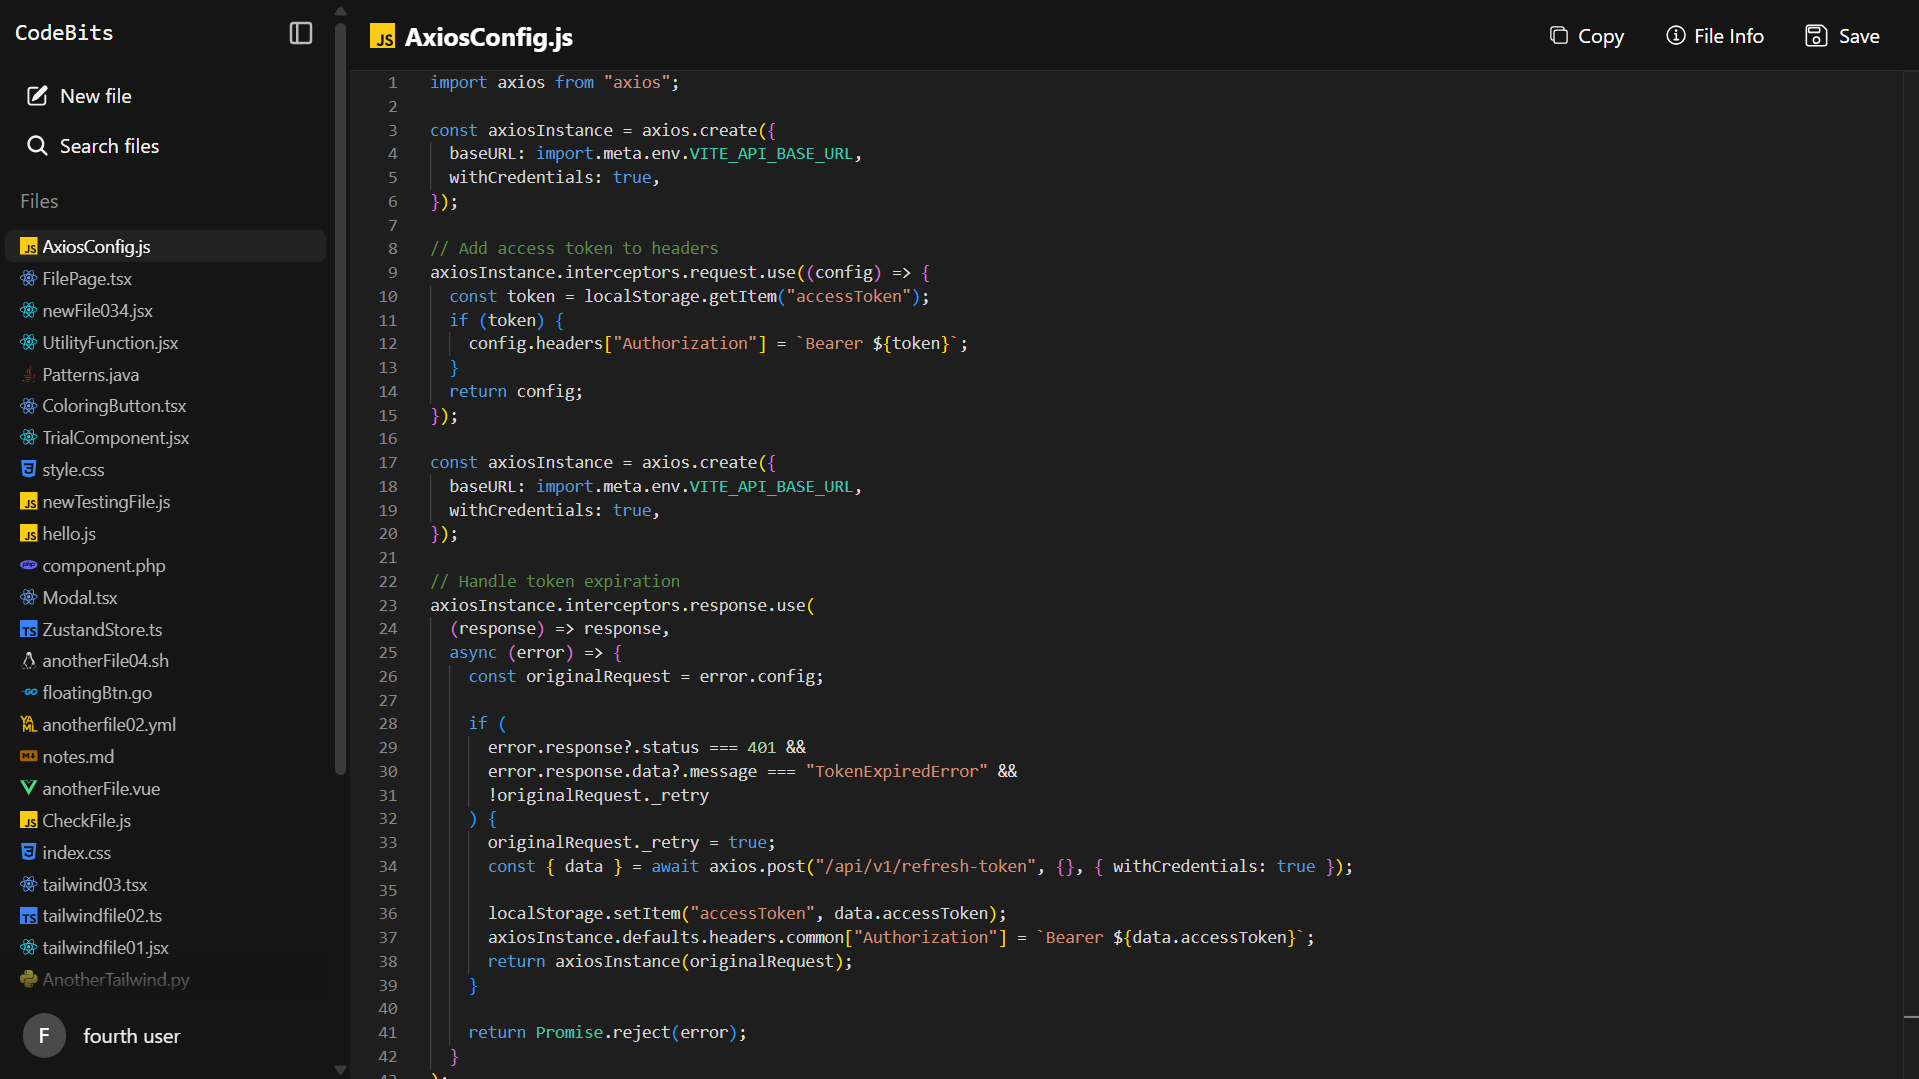 CodeBits
New file
Search files
Files
AxiosConfig.js
FilePage.tsx
newFile034.jsx
UtilityFunction.jsx
Patterns.java
ColoringButton.tsx
TrialComponent.jsx
style.css
newTestingFile.js
hello.js
component.php
Modal.tsx
ZustandStore.ts
anotherFile04.sh
floatingBtn.go
anotherfile02.yml
notes.md
anotherFile.vue
CheckFile.js
index.css
tailwind03.tsx
tailwindfile02.ts
tailwindfile01.jsx
AnotherTailwind.py
F fourth user
JS AxiosConfig.js
Copy
File Info
Save
1 import axios from "axios";
2
3 const axiosInstance = axios.create({
4   baseURL: import.meta.env.VITE_API_BASE_URL,
5   withCredentials: true,
6 });
7
8 // Add access token to headers
9 axiosInstance.interceptors.request.use((config) => {
10   const token = localStorage.getItem("accessToken");
11   if (token) {
12     config.headers["Authorization"] = `Bearer ${token}`;
13   }
14   return config;
15 });
16
17 const axiosInstance = axios.create({
18   baseURL: import.meta.env.VITE_API_BASE_URL,
19   withCredentials: true,
20 });
21
22 // Handle token expiration
23 axiosInstance.interceptors.response.use(
24   (response) => response,
25   async (error) => {
26     const originalRequest = error.config;
27
28     if (
29       error.response?.status === 401 &&
30       error.response.data?.message === "TokenExpiredError" &&
31       !originalRequest._retry
32     ) {
33       originalRequest._retry = true;
34       const { data } = await axios.post("/api/v1/refresh-token", {}, { withCredentials: true });
35
36       localStorage.setItem("accessToken", data.accessToken);
37       axiosInstance.defaults.headers.common["Authorization"] = `Bearer ${data.accessToken}`;
38       return axiosInstance(originalRequest);
39     }
40
41     return Promise.reject(error);
42   }